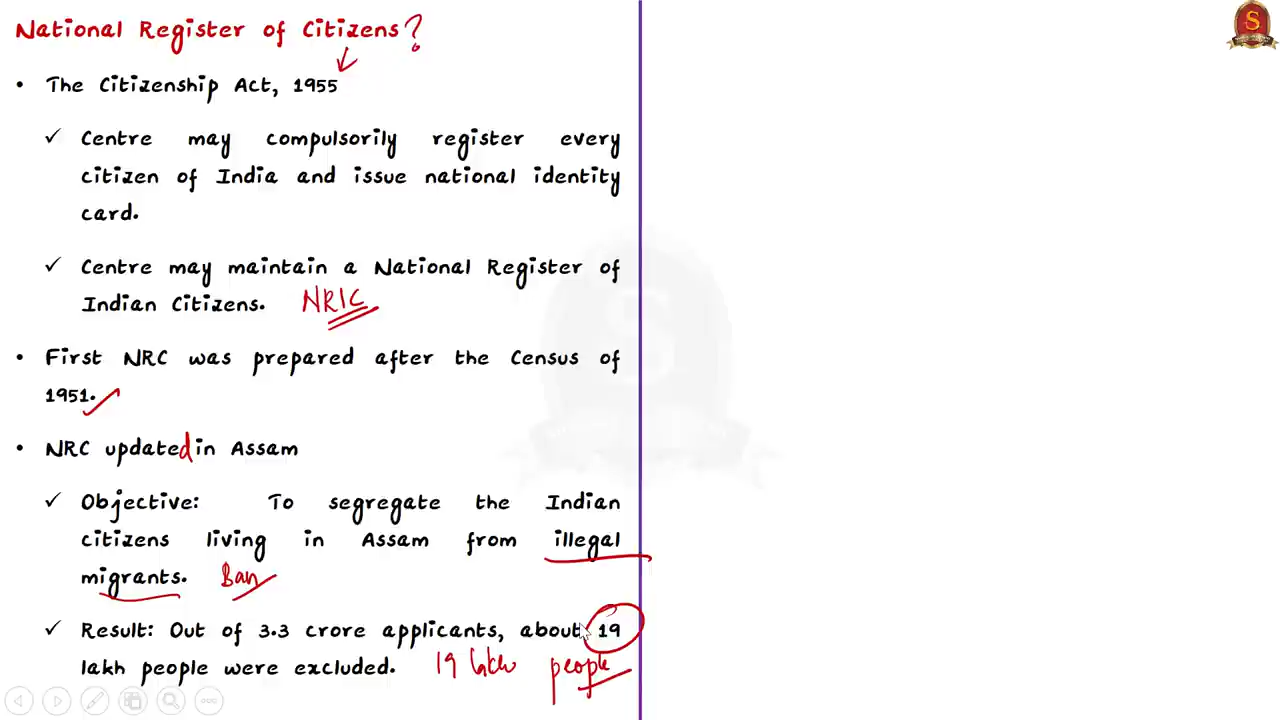 National Register of Citizens?
• The Citizenship Act, 1955
✓ Centre may compulsorily register every
citizen of India and issue national identity
card.
✓ Centre may maintain a National Register of
Indian Citizens. NRIC
• First NRC was prepared after the Census of
1951.
• NRC updated in Assam
✓ Objective: To segregate the Indian
citizens living in Assam from illegal
migrants. Ban
✓ Result: Out of 3.3 crore applicants, about 19
lakh people were excluded. 19 lakh people
S